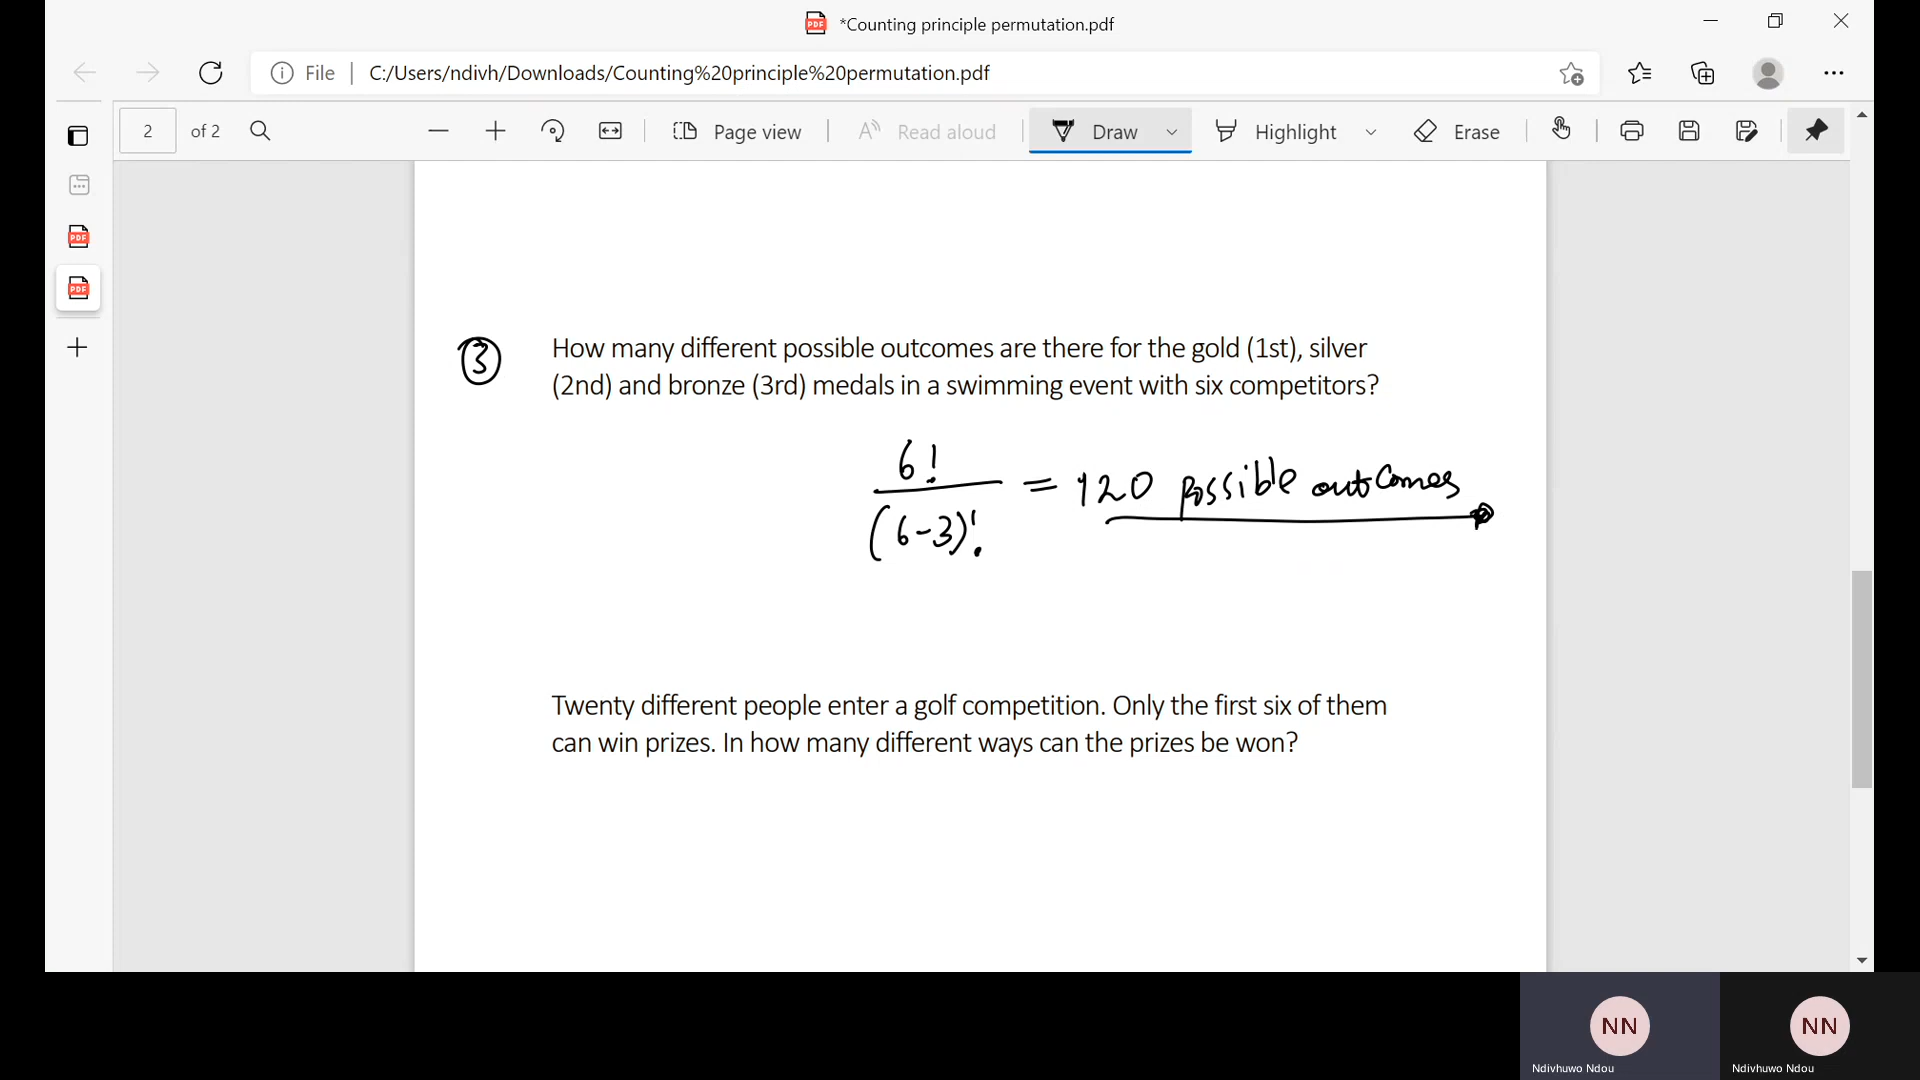 *Counting principle permutation.pdf
File | C:/Users/ndivh/Downloads/Counting%20principle%20permutation.pdf
2 of 2 Page view Read aloud Draw Highlight Erase
③ How many different possible outcomes are there for the gold (1st), silver
(2nd) and bronze (3rd) medals in a swimming event with six competitors?
6!
= 120 possible outcomes
(6-3)!
Twenty different people enter a golf competition. Only the first six of them
can win prizes. In how many different ways can the prizes be won?
NN NN
Ndivhuwo Ndou Ndivhuwo Ndou